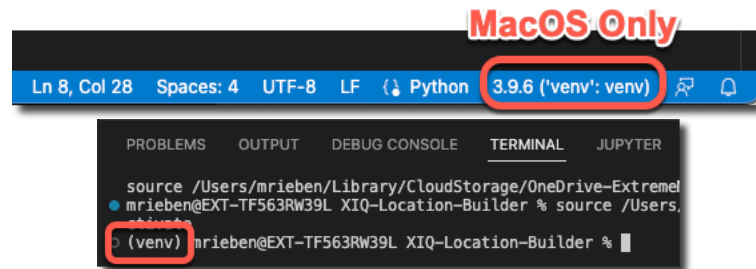 MacOS Only
Ln 8, Col 28 Spaces: 4 UTF-8 LF Python 3.9.6 ('venv': venv)
PROBLEMS OUTPUT DEBUG CONSOLE TERMINAL JUPYTER
source /Users/mrieben/Library/CloudStorage/OneDrive-Extreme
mrieben@EXT-TF563RW39L XIQ-Location-Builder % source /Users/
(venv) mrieben@EXT-TF563RW39L XIQ-Location-Builder %